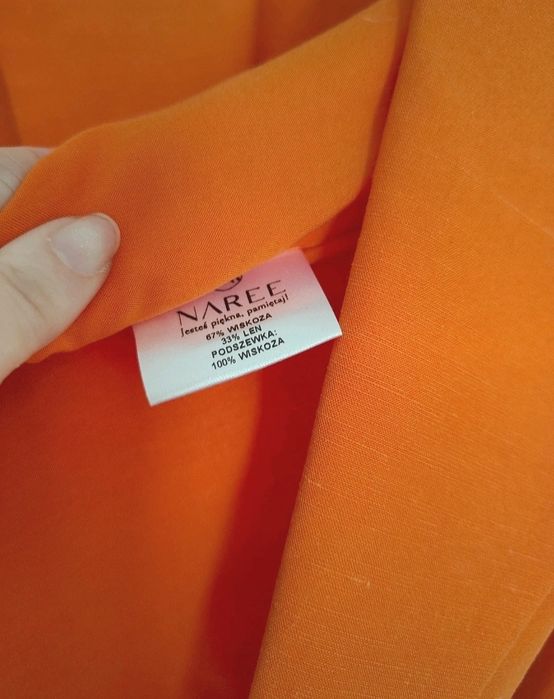 NAREE
Jesteś piękna, pamiętaj!
67% WISKOZA
33% LEN
PODSZEWKA:
100% WISKOZA